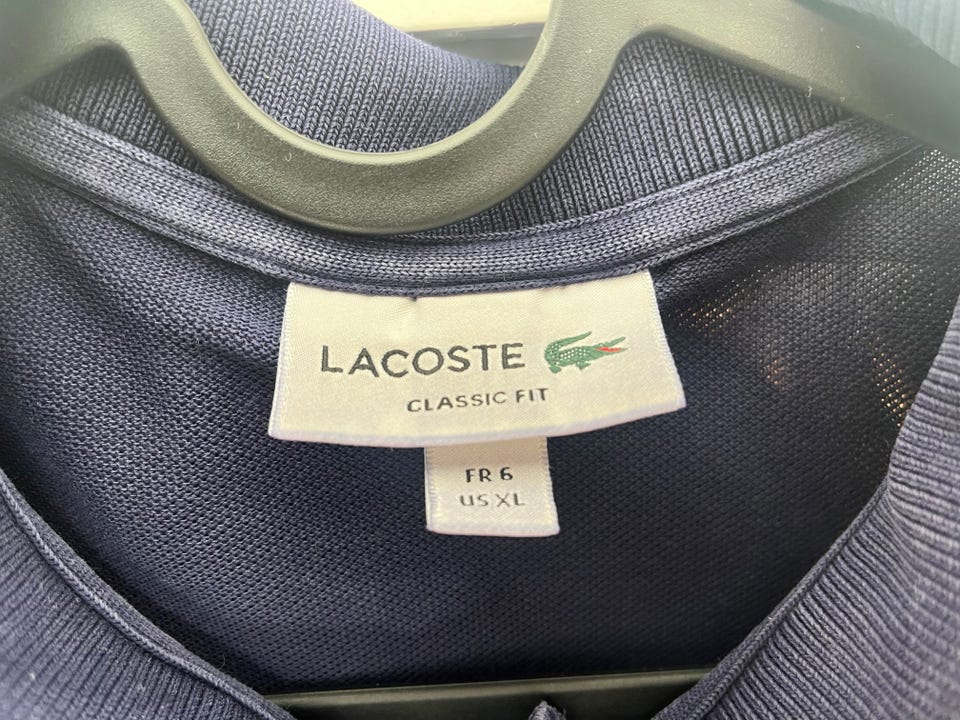 LACOSTE
CLASSIC FIT
FR 6
US XL